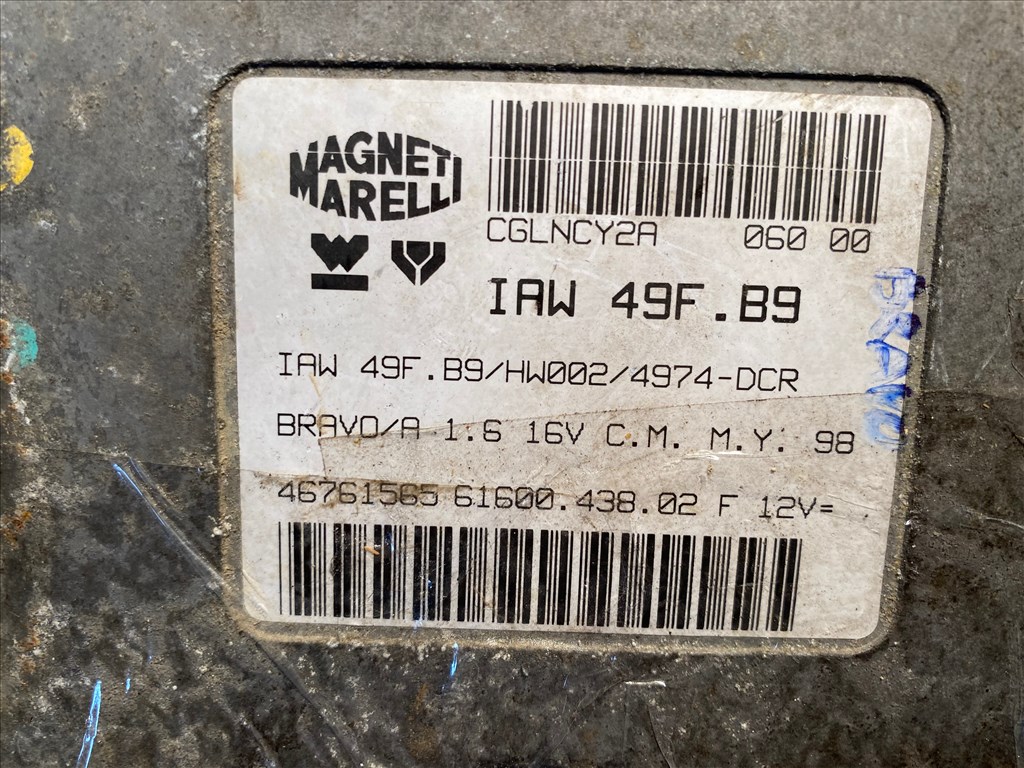 MAGNETI
MARELLI
CGLNCY2A 060 00
IAW 49F.B9
IAW 49F.B9/HW002/4974-DCR
BRAVO/A 1.6 16V C.M. M.Y. 98
46761565 61600.438.02 F 12V=
BRAVO